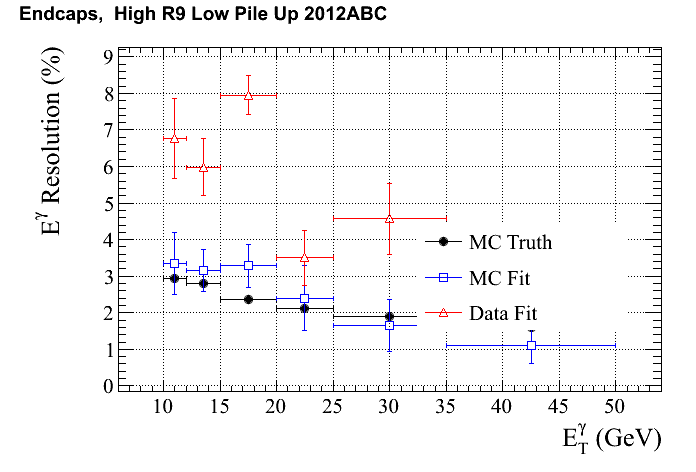 Endcaps, High R9 Low Pile Up 2012ABC
E^γ Resolution (%)
9
8
7
6
5
4
3
2
1
0
MC Truth
MC Fit
Data Fit
10 15 20 25 30 35 40 45 50
E_T^γ (GeV)